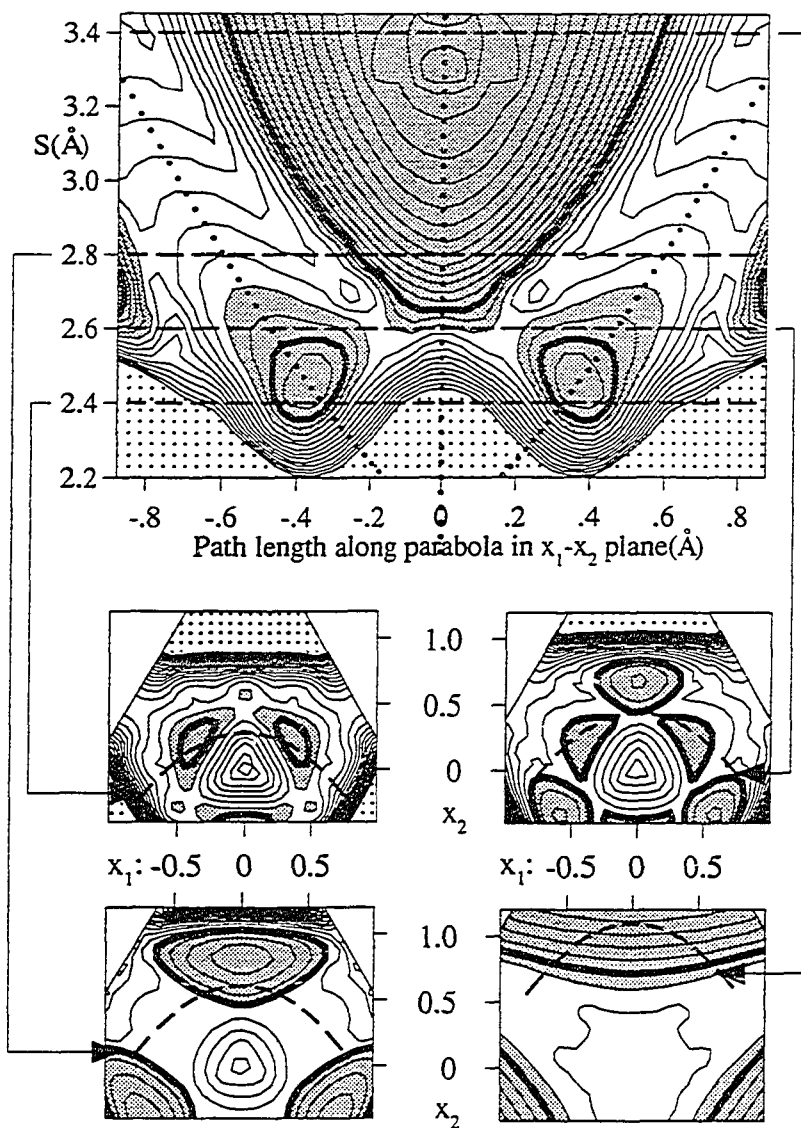 3.4
3.2
S(Å)
3.0
2.8
2.6
2.4
2.2
-.8 -.6 -.4 -.2 0 .2 .4 .6 .8
Path length along parabola in x₁-x₂ plane(Å)
1.0
0.5
0
x₂
x₁: -0.5 0 0.5
x₁: -0.5 0 0.5
1.0
0.5
0
x₂